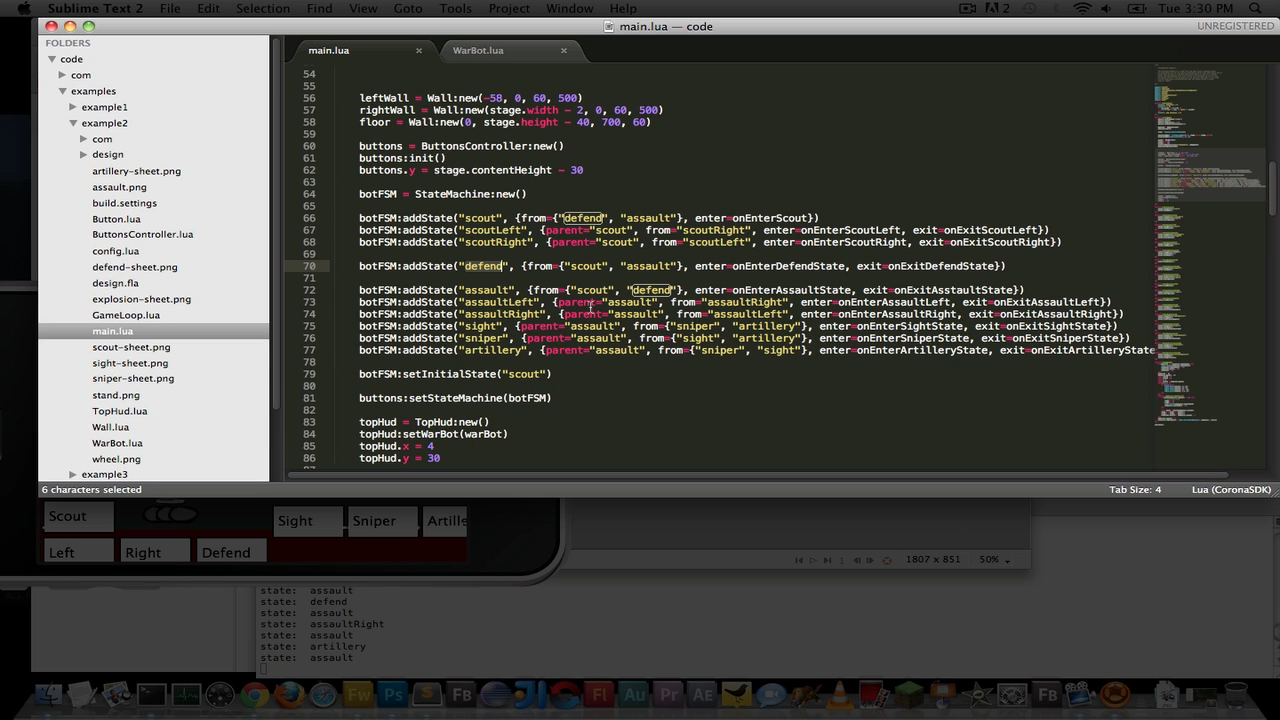 Sublime Text 2 File Edit Selection Find View Goto Tools Project Window Help 2 Tue 3:30 PM
main.lua — code
UNREGISTERED
FOLDERS
code
com
examples
example1
example2
com
design
artillery-sheet.png
assault.png
build.settings
Button.lua
ButtonsController.lua
config.lua
defend-sheet.png
design.fla
explosion-sheet.png
GameLoop.lua
main.lua
scout-sheet.png
sight-sheet.png
sniper-sheet.png
stand.png
TopHud.lua
Wall.lua
WarBot.lua
wheel.png
example3
main.lua
WarBot.lua
54
55
56 leftWall = Wall:new(-58, 0, 60, 500)
57 rightWall = Wall:new(stage.width - 2, 0, 60, 500)
58 floor = Wall:new(0, stage.height - 40, 700, 60)
59
60 buttons = ButtonsController:new()
61 buttons:init()
62 buttons.y = stage.contentHeight - 30
63
64 botFSM = StateMachine:new()
65
66 botFSM:addState("scout", {from={"defend", "assault"}, enter=onEnterScout})
67 botFSM:addState("scoutLeft", {parent="scout", from="scoutRight", enter=onEnterScoutLeft, exit=onExitScoutLeft})
68 botFSM:addState("scoutRight", {parent="scout", from="scoutLeft", enter=onEnterScoutRight, exit=onExitScoutRight})
69
70 botFSM:addState("defend", {from={"scout", "assault"}, enter=onEnterDefendState, exit=onExitDefendState})
71
72 botFSM:addState("assault", {from={"scout", "defend"}, enter=onEnterAssaultState, exit=onExitAsstaultState})
73 botFSM:addState("assaultLeft", {parent="assault", from="assaultRight", enter=onEnterAssaultLeft, exit=onExitAssaultLeft})
74 botFSM:addState("assaultRight", {parent="assault", from="assaultLeft", enter=onEnterAssaultRight, exit=onExitAssaultRight})
75 botFSM:addState("sight", {parent="assault", from={"sniper", "artillery"}, enter=onEnterSightState, exit=onExitSightState})
76 botFSM:addState("sniper", {parent="assault", from={"sight", "artillery"}, enter=onEnterSniperState, exit=onExitSniperState})
77 botFSM:addState("artillery", {parent="assault", from={"sniper", "sight"}, enter=onEnterArtilleryState, exit=onExitArtilleryState
78
79 botFSM:setInitialState("scout")
80
81 buttons:setStateMachine(botFSM)
82
83 topHud = TopHud:new()
84 topHud:setWarBot(warBot)
85 topHud.x = 4
86 topHud.y = 30
6 characters selected
Tab Size: 4
Lua (CoronaSDK)
Scout
Sight
Sniper
Artille
Left
Right
Defend
1
1807 x 851
50%
state: assault
state: defend
state: assault
state: assaultRight
state: assault
state: artillery
state: assault
Fw Ps S FB Fl Au Pr AE FB